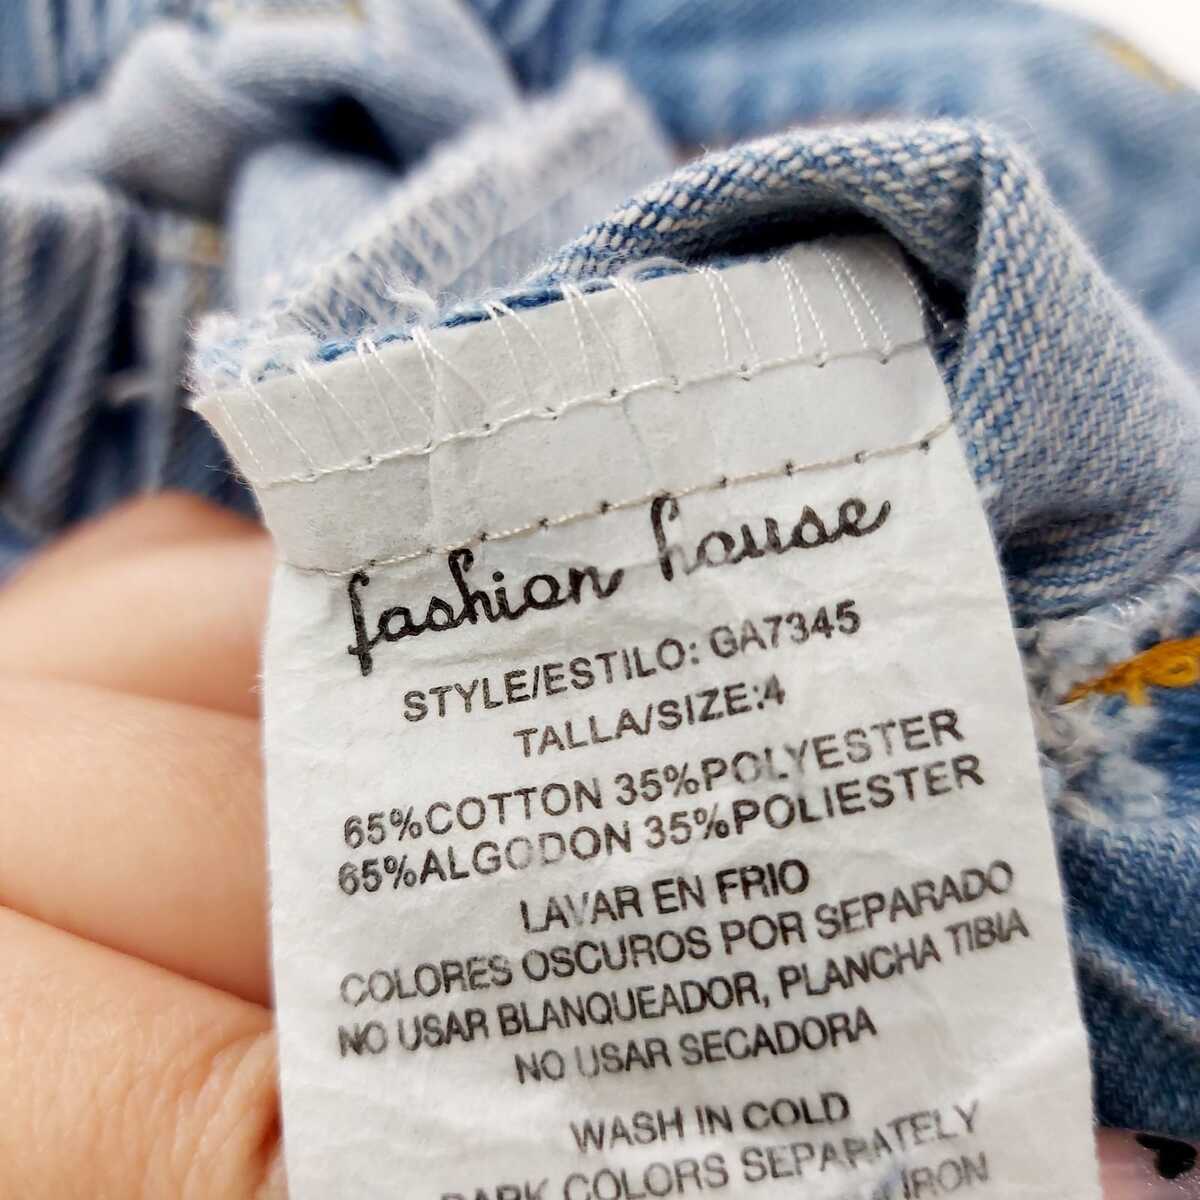 fashion house
STYLE/ESTILO: GA7345
TALLA/SIZE:4
65%COTTON 35%POLYESTER
65%ALGODON 35%POLIESTER
LAVAR EN FRIO
COLORES OSCUROS POR SEPARADO
NO USAR BLANQUEADOR, PLANCHA TIBIA
NO USAR SECADORA
WASH IN COLD
DARK COLORS SEPARATELY
IRON